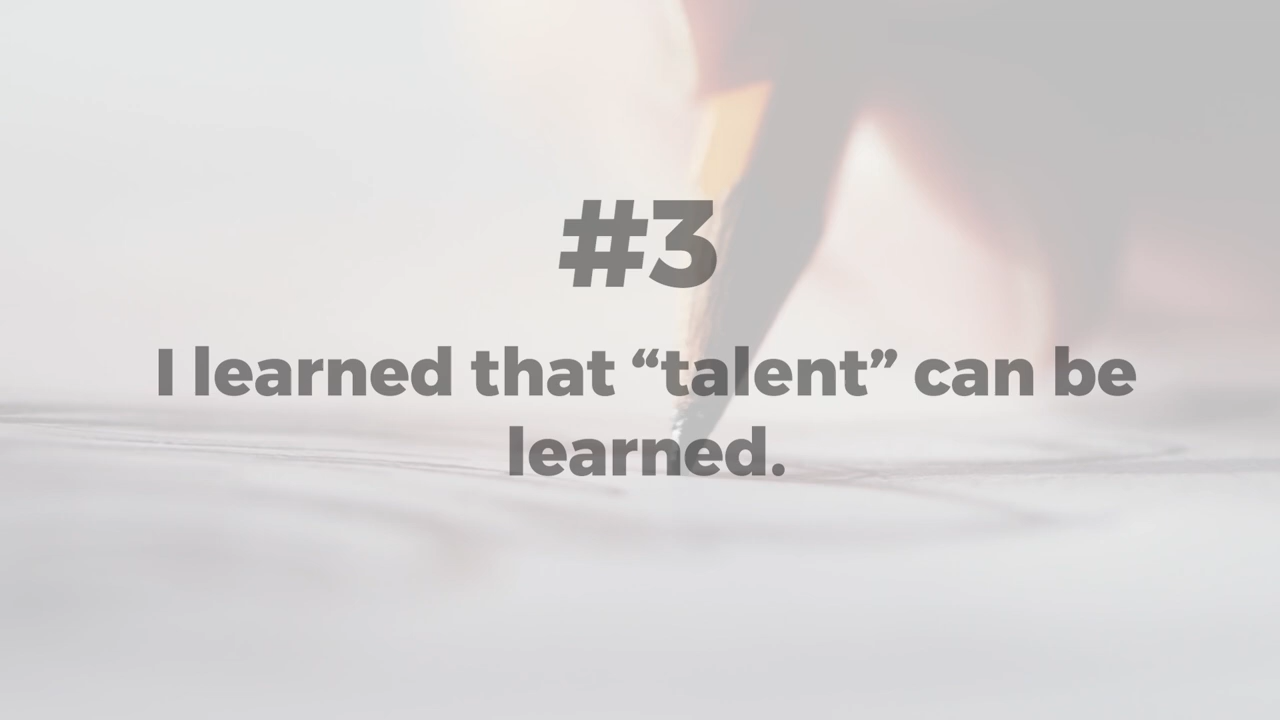 #3
I learned that “talent” can be
learned.